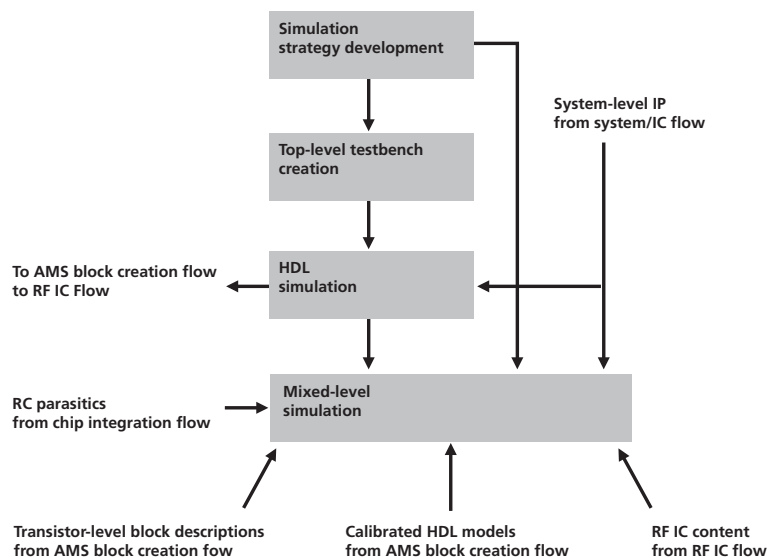 Simulation
strategy development
System-level IP
from system/IC flow
Top-level testbench
creation
To AMS block creation flow
to RF IC Flow
HDL
simulation
RC parasitics
from chip integration flow
Mixed-level
simulation
Transistor-level block descriptions
from AMS block creation fow
Calibrated HDL models
from AMS block creation flow
RF IC content
from RF IC flow